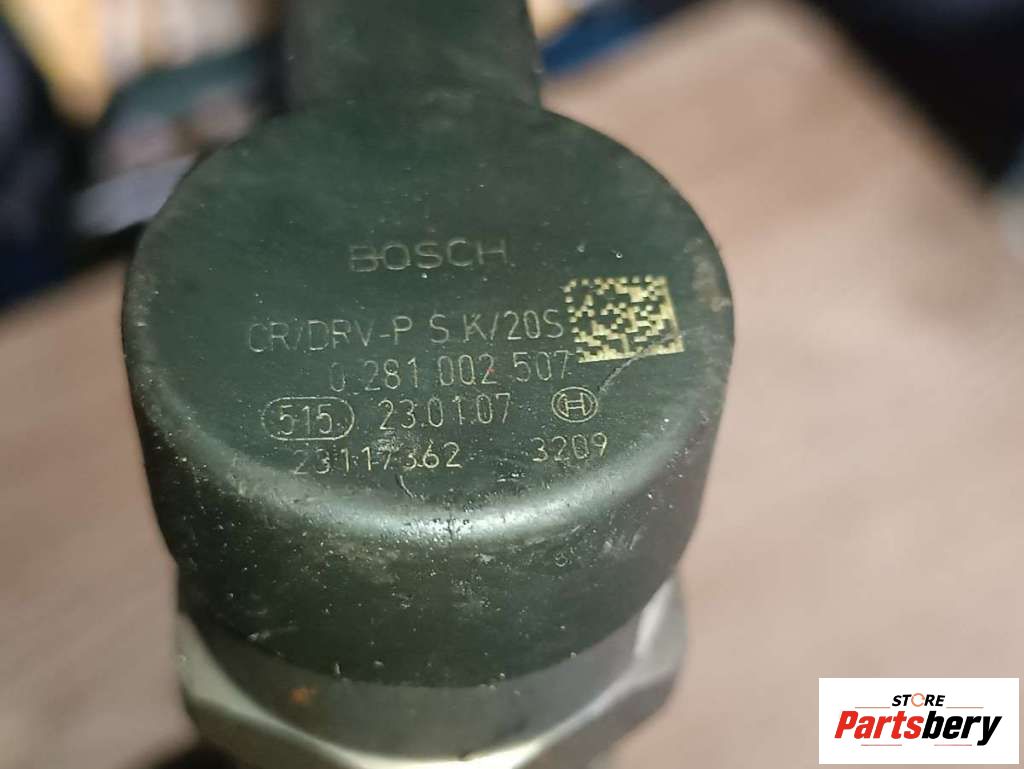 BOSCH
CR/DRV-P S K/20S
0 281 002 507
515 23.01.07 H
23117362 3209
STORE
Partsbery